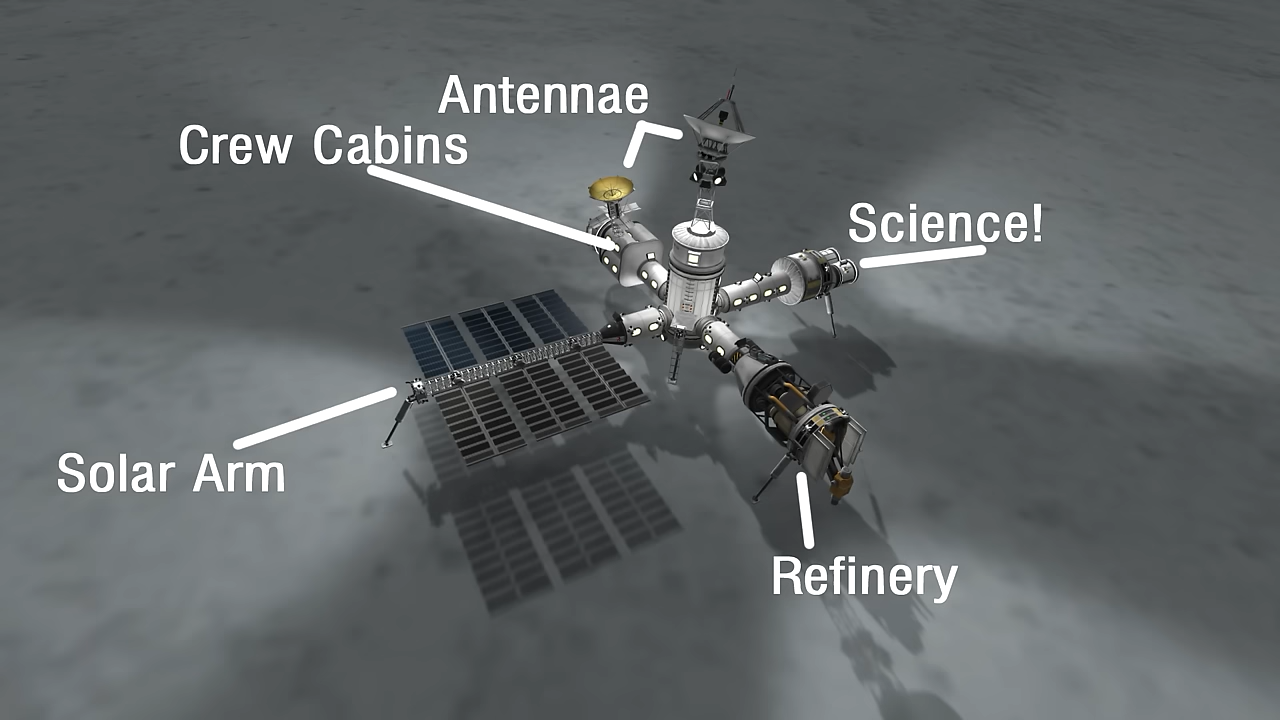 Antennae
Crew Cabins
Science!
Solar Arm
Refinery